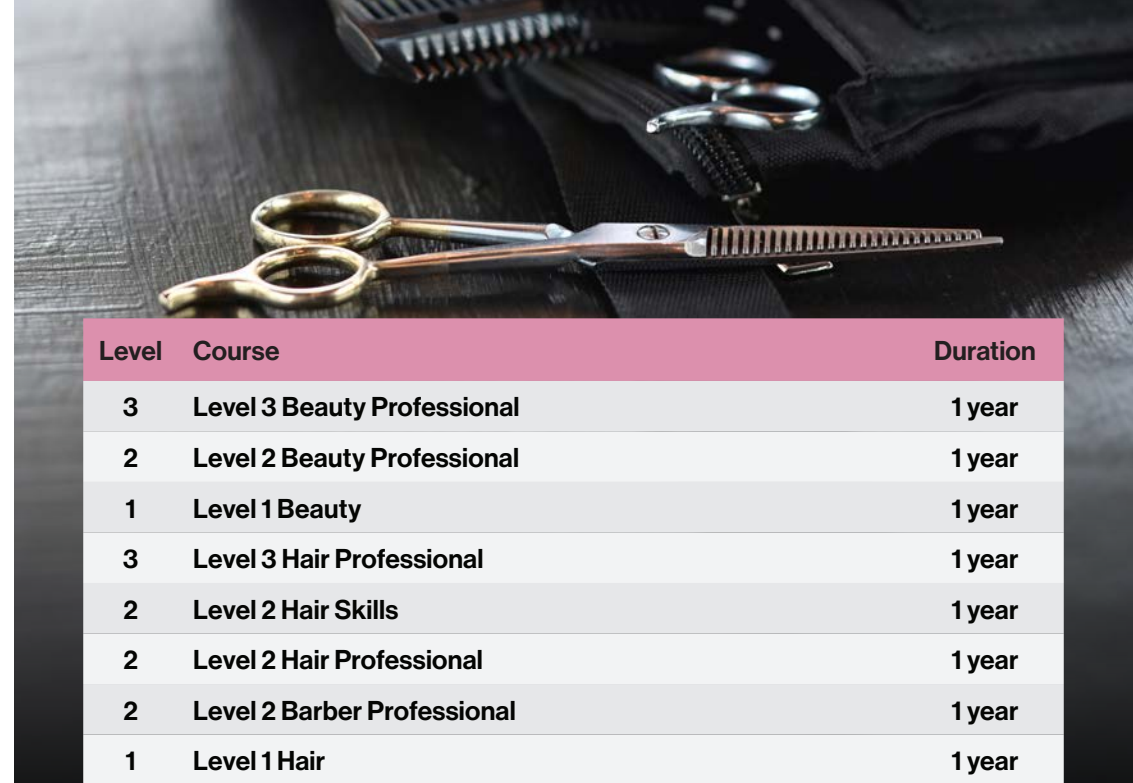 Level Course Duration
3 Level 3 Beauty Professional 1 year
2 Level 2 Beauty Professional 1 year
1 Level 1 Beauty 1 year
3 Level 3 Hair Professional 1 year
2 Level 2 Hair Skills 1 year
2 Level 2 Hair Professional 1 year
2 Level 2 Barber Professional 1 year
1 Level 1 Hair 1 year